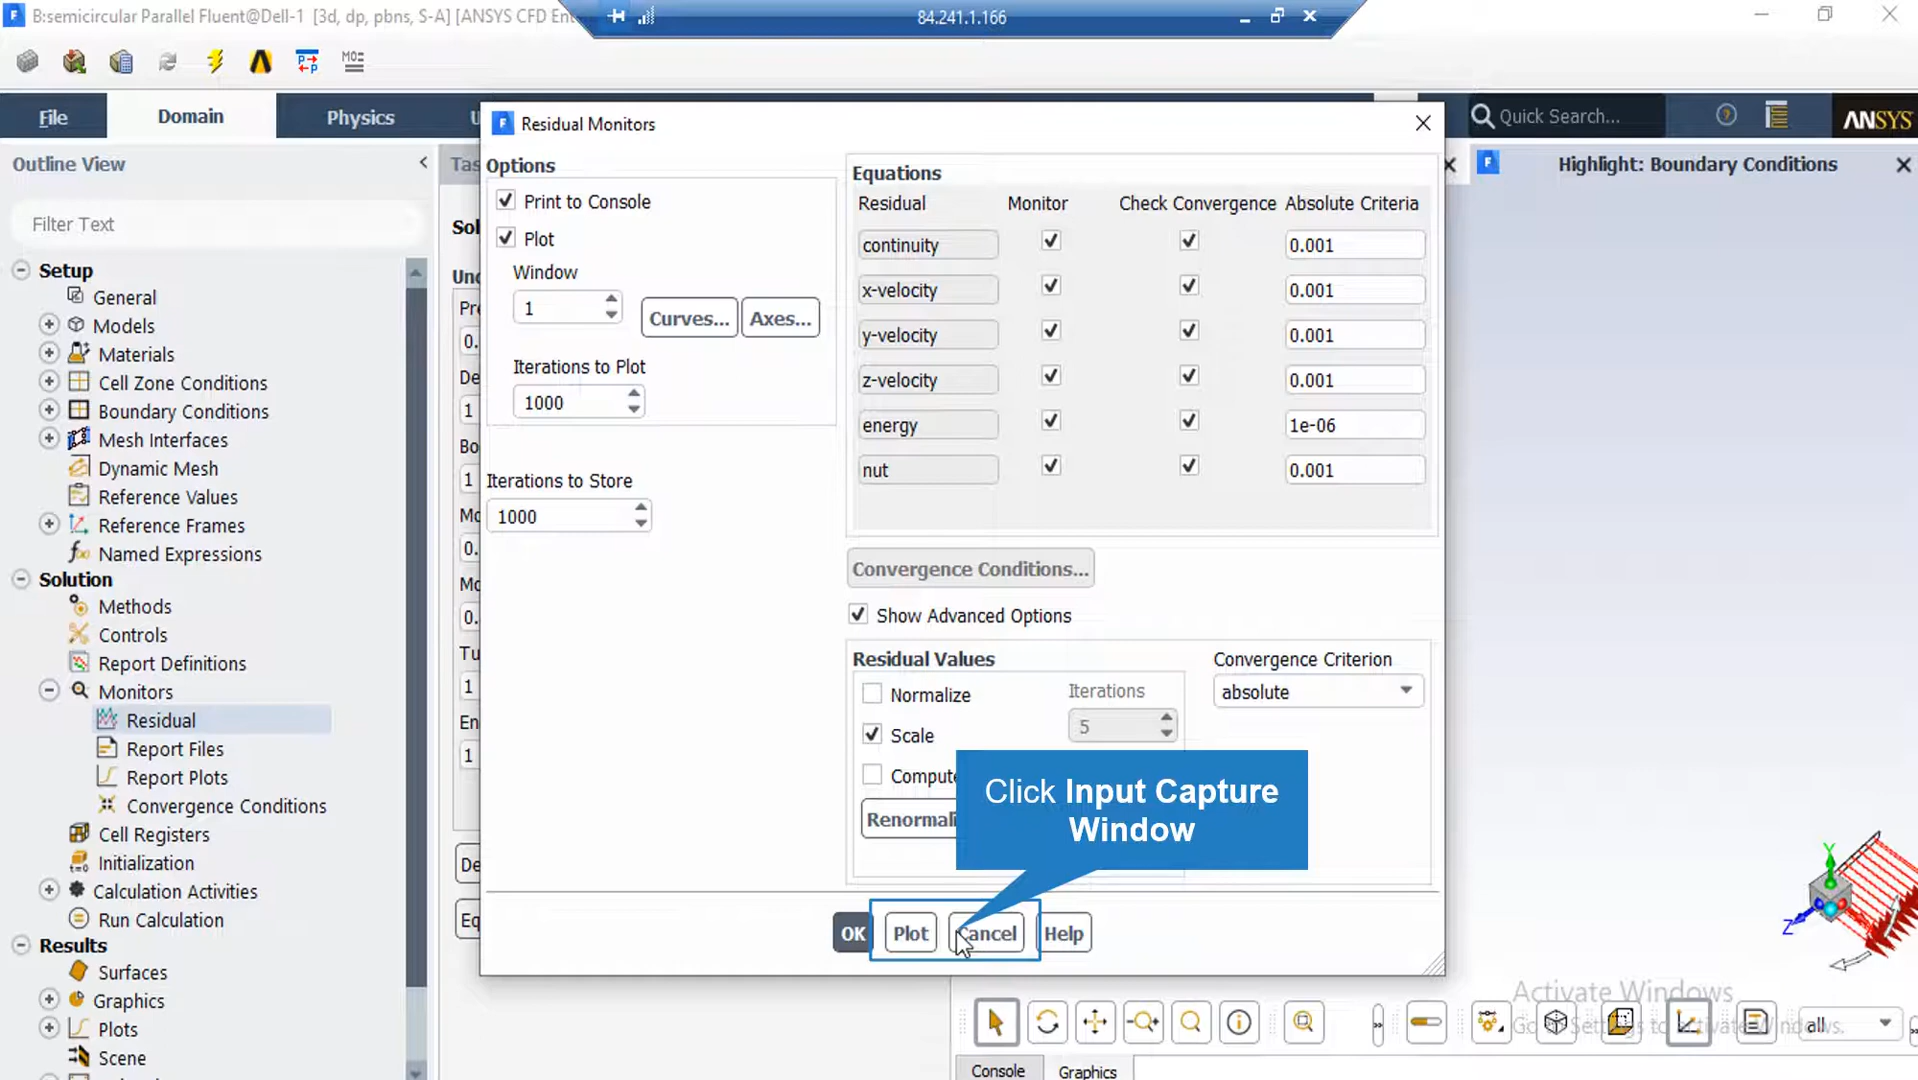 B:semicircular Parallel Fluent@Dell-1 [3d, dp, pbns, S-A] [ANSYS CFD Ent
84.241.1.166
File
Domain
Physics
Quick Search...
ANSYS
Outline View
Filter Text
Setup
General
Models
Materials
Cell Zone Conditions
Boundary Conditions
Mesh Interfaces
Dynamic Mesh
Reference Values
Reference Frames
Named Expressions
Solution
Methods
Controls
Report Definitions
Monitors
Residual
Report Files
Report Plots
Convergence Conditions
Cell Registers
Initialization
Calculation Activities
Run Calculation
Results
Surfaces
Graphics
Plots
Scene
Residual Monitors
Options
Print to Console
Plot
Window
1
Curves... Axes...
Iterations to Plot
1000
Iterations to Store
1000
Equations
Residual Monitor Check Convergence Absolute Criteria
continuity 0.001
x-velocity 0.001
y-velocity 0.001
z-velocity 0.001
energy 1e-06
nut 0.001
Convergence Conditions...
Show Advanced Options
Residual Values
Normalize
Iterations
5
Scale
Convergence Criterion
absolute
Click Input Capture
Window
OK Plot Cancel Help
Highlight: Boundary Conditions
Y
Z
Activate Windows
all
Console Graphics